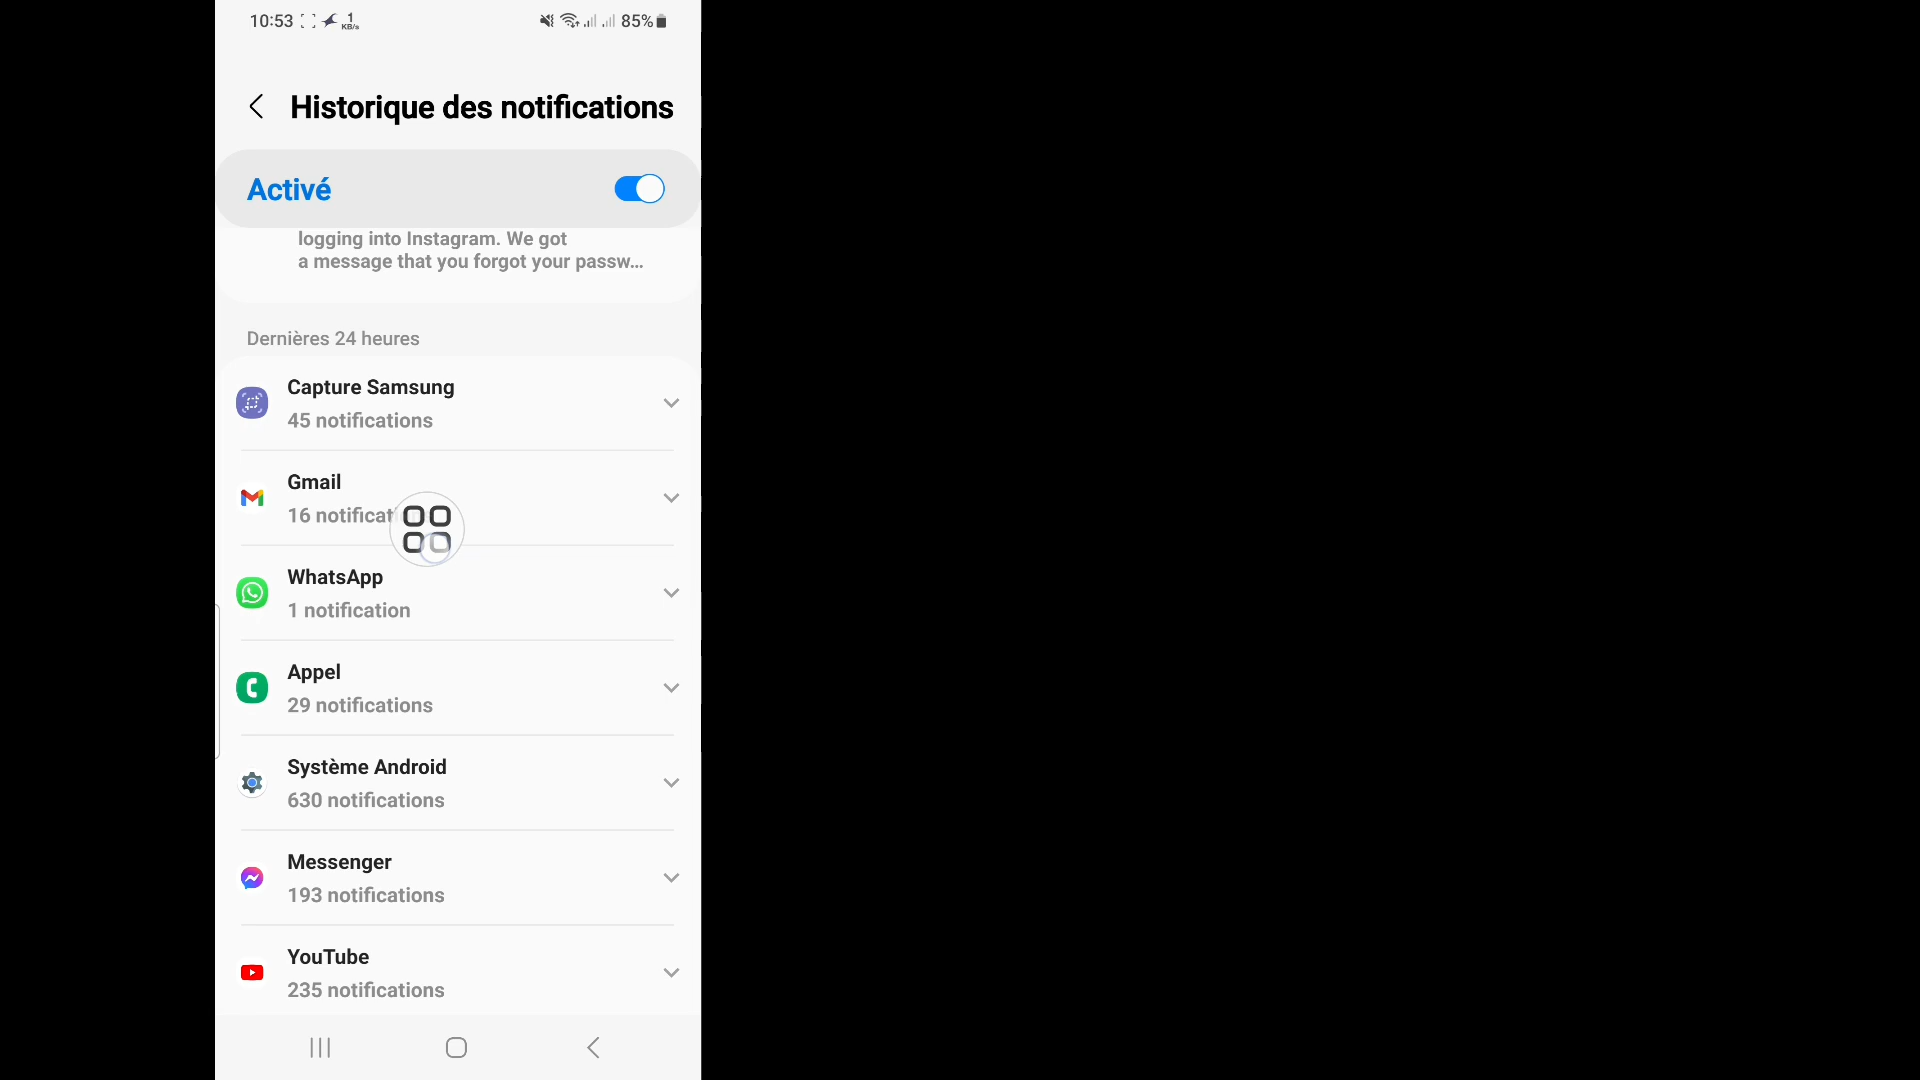 10:53 1 KB/s 85%
Historique des notifications
Activé
logging into Instagram. We got
a message that you forgot your passw...
Dernières 24 heures
Capture Samsung
45 notifications
Gmail
16 notificat
WhatsApp
1 notification
Appel
29 notifications
Système Android
630 notifications
Messenger
193 notifications
YouTube
235 notifications